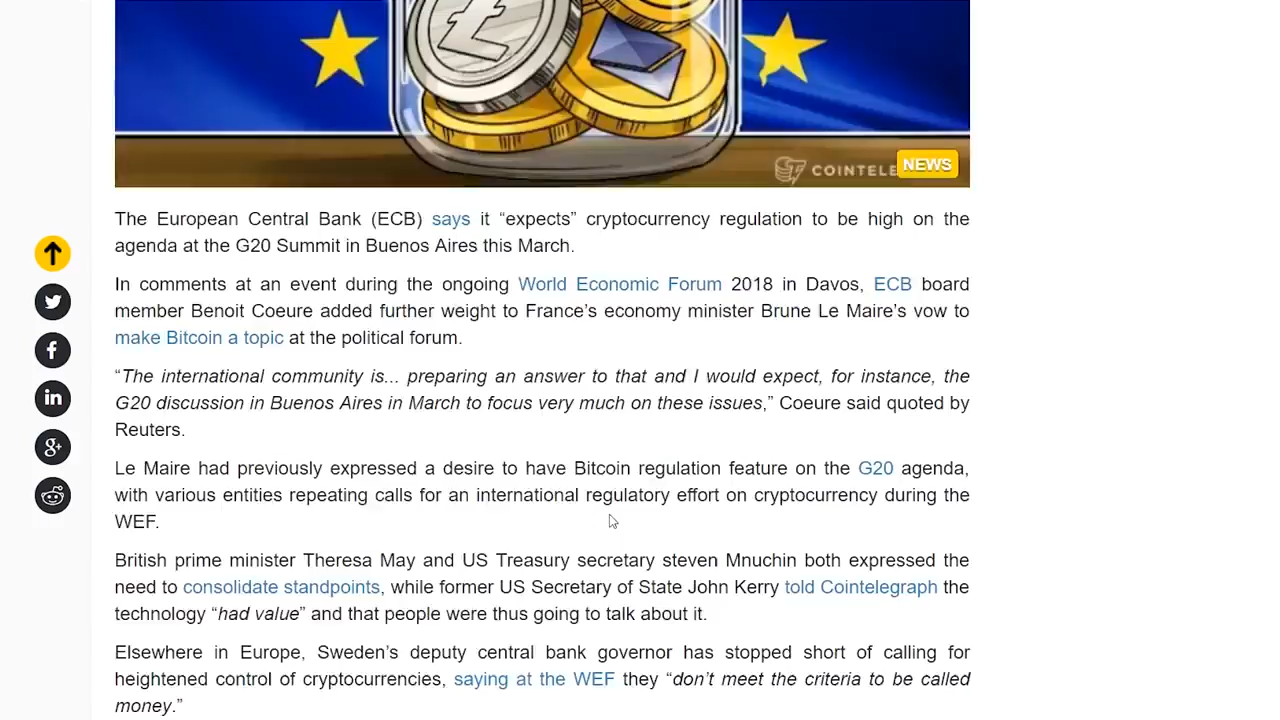 COINTELE
NEWS
The European Central Bank (ECB) says it “expects” cryptocurrency regulation to be high on the
agenda at the G20 Summit in Buenos Aires this March.
In comments at an event during the ongoing World Economic Forum 2018 in Davos, ECB board
member Benoit Coeure added further weight to France’s economy minister Brune Le Maire’s vow to
make Bitcoin a topic at the political forum.
“The international community is... preparing an answer to that and I would expect, for instance, the
G20 discussion in Buenos Aires in March to focus very much on these issues,” Coeure said quoted by
Reuters.
Le Maire had previously expressed a desire to have Bitcoin regulation feature on the G20 agenda,
with various entities repeating calls for an international regulatory effort on cryptocurrency during the
WEF.
British prime minister Theresa May and US Treasury secretary steven Mnuchin both expressed the
need to consolidate standpoints, while former US Secretary of State John Kerry told Cointelegraph the
technology “had value” and that people were thus going to talk about it.
Elsewhere in Europe, Sweden’s deputy central bank governor has stopped short of calling for
heightened control of cryptocurrencies, saying at the WEF they “don’t meet the criteria to be called
money.”